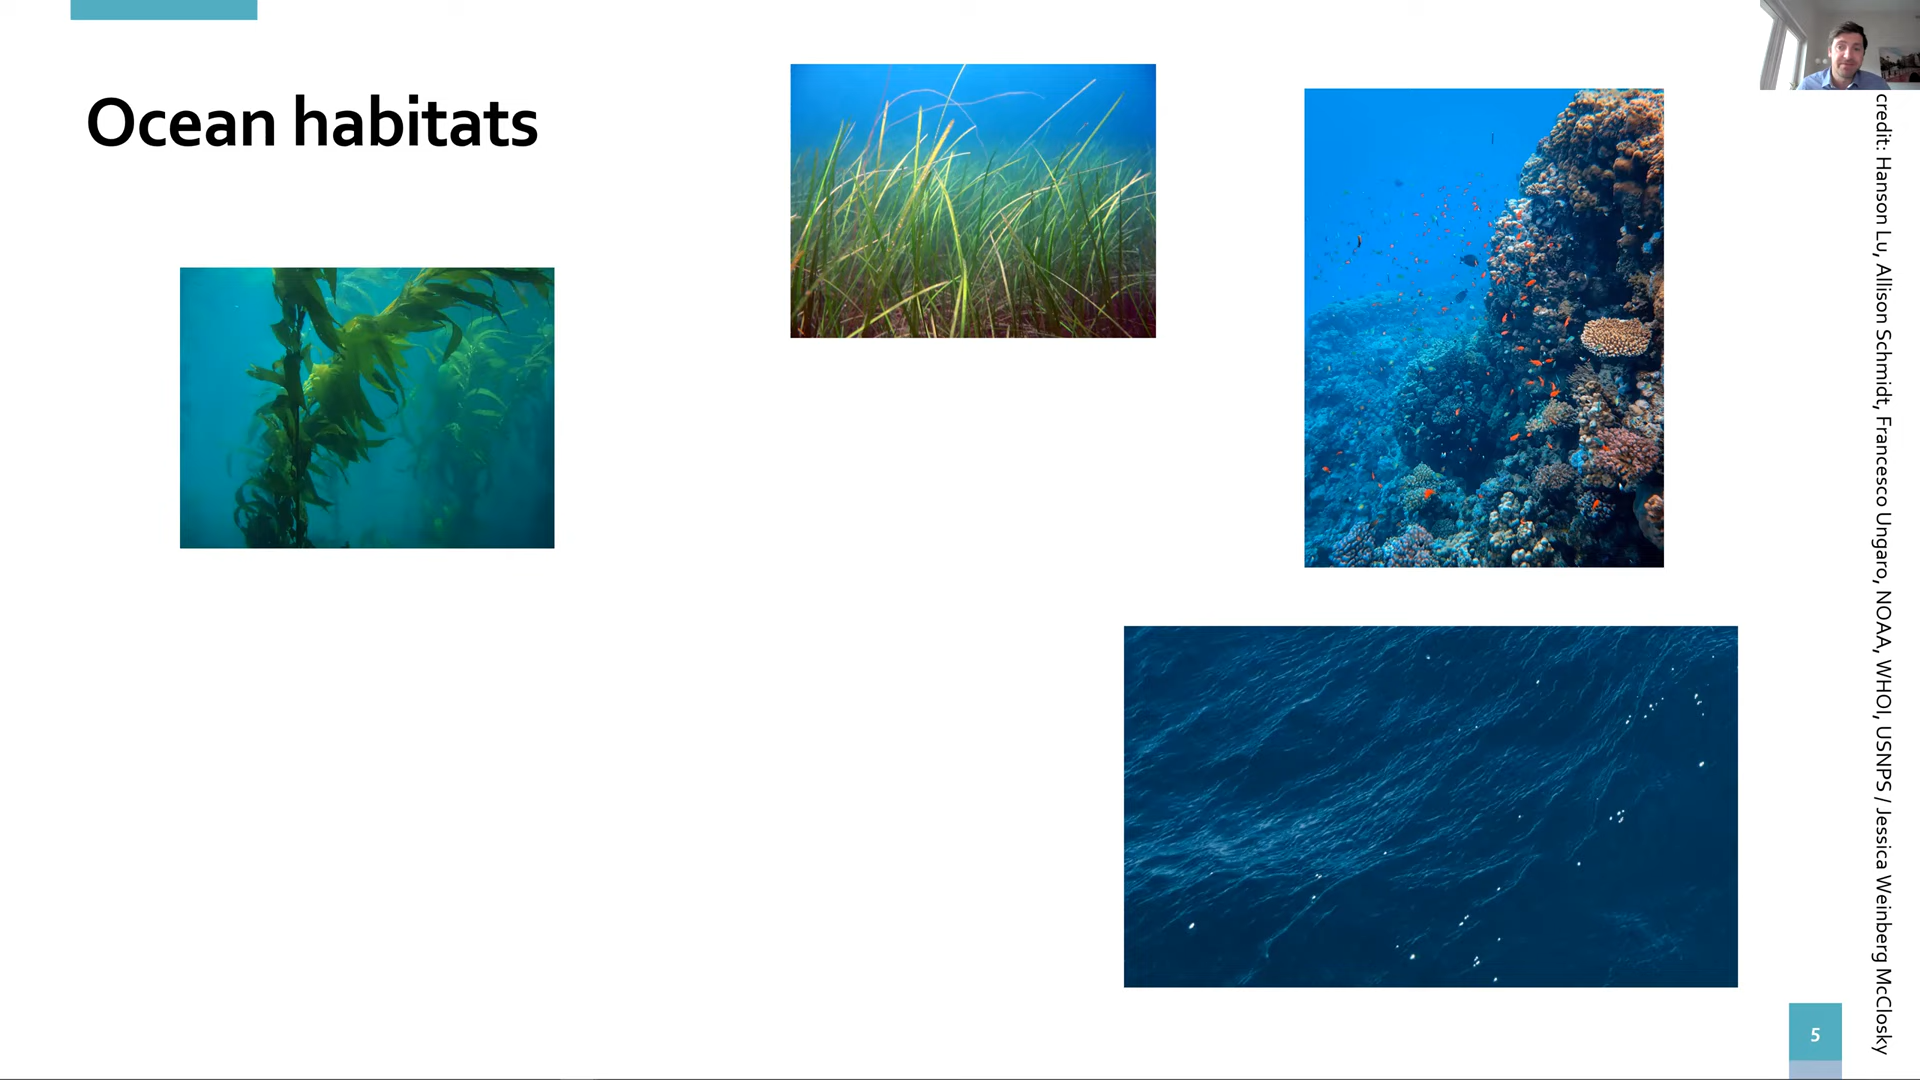 Ocean habitats
credit: Hanson Lu, Allison Schmidt, Francesco Ungaro, NOAA, WHOI, USNPS / Jessica Weinberg McClosky
5